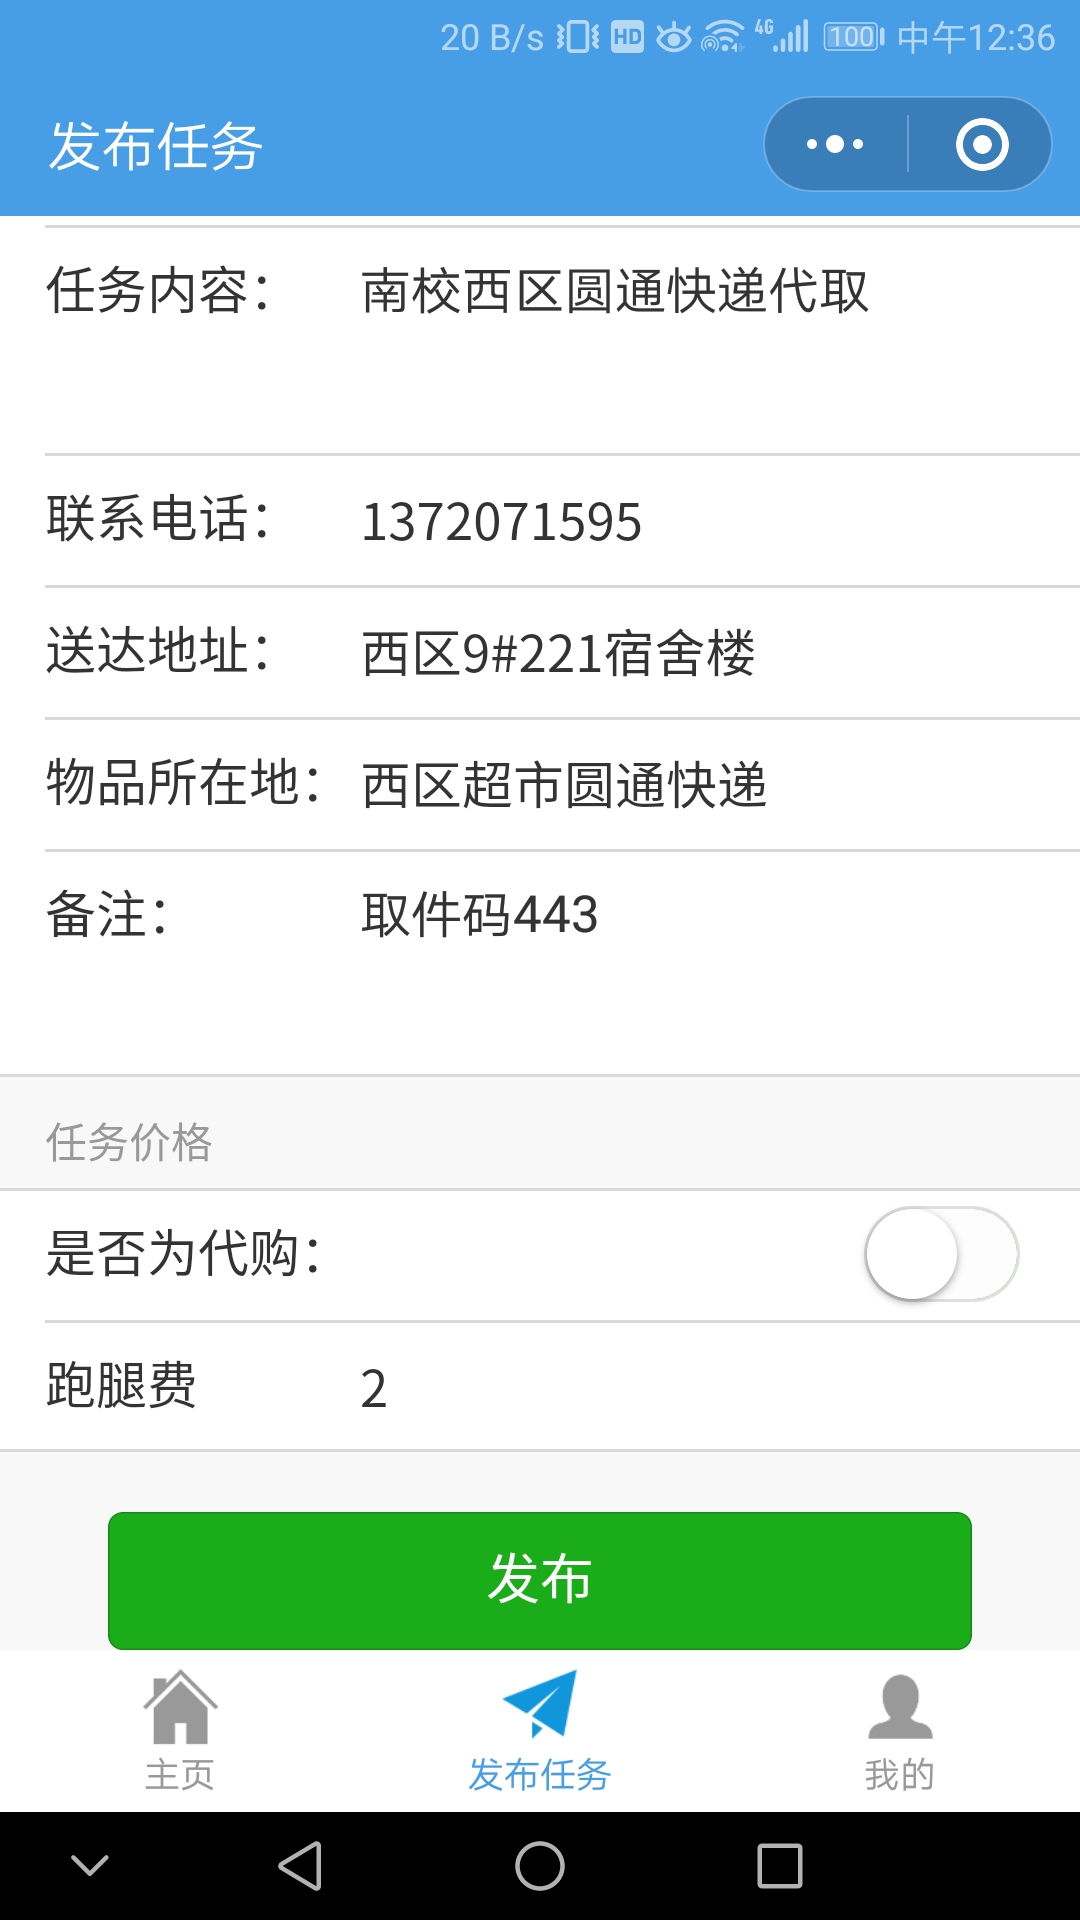 20 B/s HD 4G 100 中午12:36
发布任务
任务内容： 南校西区圆通快递代取
联系电话： 1372071595
送达地址： 西区9#221宿舍楼
物品所在地： 西区超市圆通快递
备注： 取件码443
任务价格
是否为代购：
跑腿费 2
发布
主页 发布任务 我的